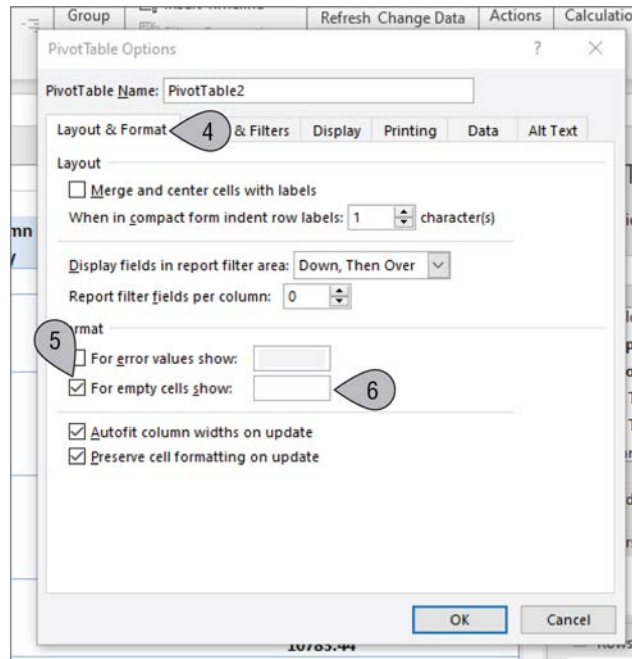 Group
Refresh Change Data
Actions
PivotTable Options ? ×
PivotTable Name: PivotTable2
Layout & Format 4 & Filters Display Printing Data Alt Text
Layout
Merge and center cells with labels
When in compact form indent row labels: 1 character(s)
Display fields in report filter area: Down, Then Over
Report filter fields per column: 0
5 rmat
For error values show:
For empty cells show: 6
Autofit column widths on update
Preserve cell formatting on update
OK Cancel
10783.44